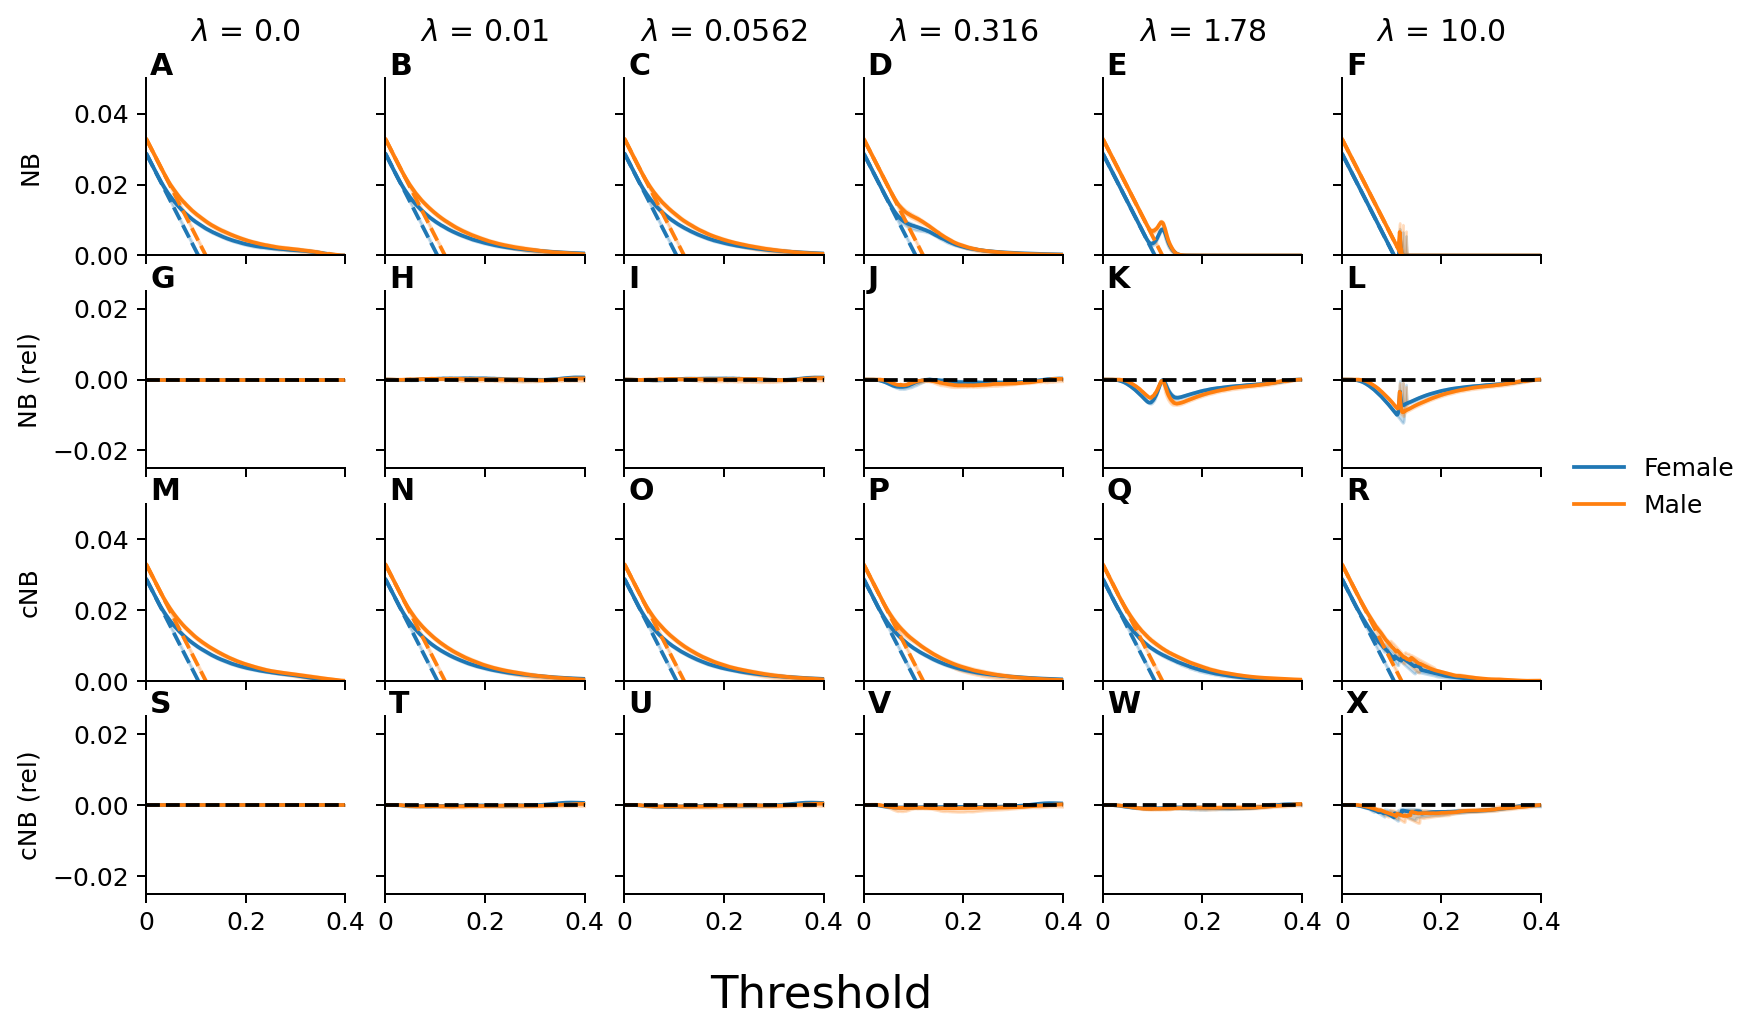 λ = 0.0 λ = 0.01 λ = 0.0562 λ = 0.316 λ = 1.78 λ = 10.0
A B C D E F
NB
0.04
0.02
0.00
G H I J K L
NB (rel)
0.02
0.00
−0.02
Female
Male
M N O P Q R
cNB
0.04
0.02
0.00
S T U V W X
cNB (rel)
0.02
0.00
−0.02
0 0.2 0.4 0 0.2 0.4 0 0.2 0.4 0 0.2 0.4 0 0.2 0.4 0 0.2 0.4
Threshold